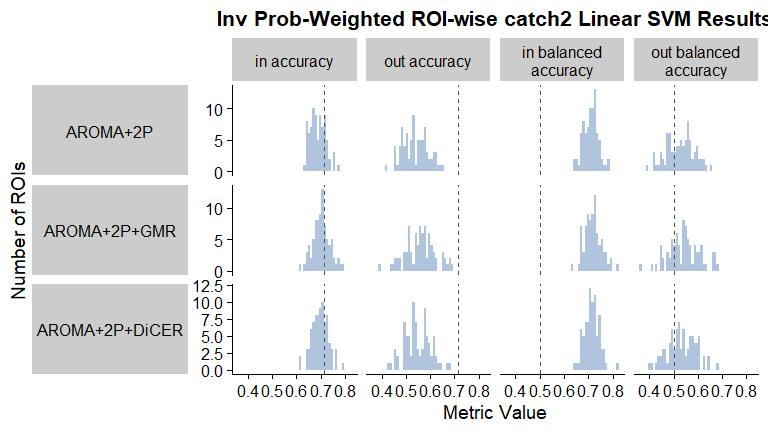 Inv Prob-Weighted ROI-wise catch2 Linear SVM Results
in accuracy
out accuracy
in balanced
accuracy
out balanced
accuracy
Number of ROIs
AROMA+2P
10
5
0
AROMA+2P+GMR
10
5
0
AROMA+2P+DiCER
12.5
10.0
7.5
5.0
2.5
0.0
0.4 0.5 0.6 0.7 0.8 0.4 0.5 0.6 0.7 0.8 0.4 0.5 0.6 0.7 0.8 0.4 0.5 0.6 0.7 0.8
Metric Value